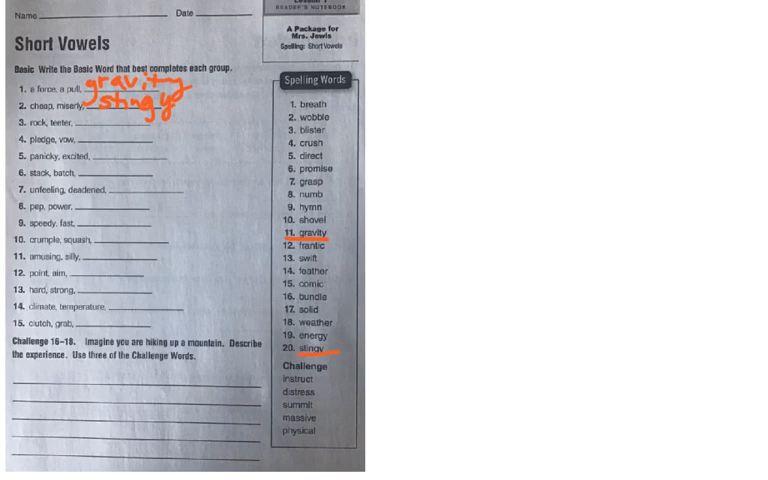 Name
Date
Lesson 1
READER'S NOTEBOOK
Short Vowels
A Package for
Mrs. Jewls
Spelling: Short Vowels
Basic Write the Basic Word that best completes each group.
1. a force, a pull, gravity
2. cheap, miserly, stingy
3. rock, teeter,
4. pledge, vow,
5. panicky, excited,
6. stack, batch,
7. unfeeling, deadened,
8. pep, power,
9. speedy, fast,
10. crumple, squash,
11. amusing, silly,
12. point, aim,
13. hard, strong,
14. climate, temperature
15. clutch, grab,
Challenge 16–18. Imagine you are hiking up a mountain. Describe
the experience. Use three of the Challenge Words.
Spelling Words
1. breath
2. wobble
3. blister
4. crush
5. direct
6. promise
7. grasp
8. numb
9. hymn
10. shovel
11. gravity
12. frantic
13. swift
14. feather
15. comic
16. bundle
17. solid
18. weather
19. energy
20. stingy
Challenge
instruct
distress
summit
massive
physical